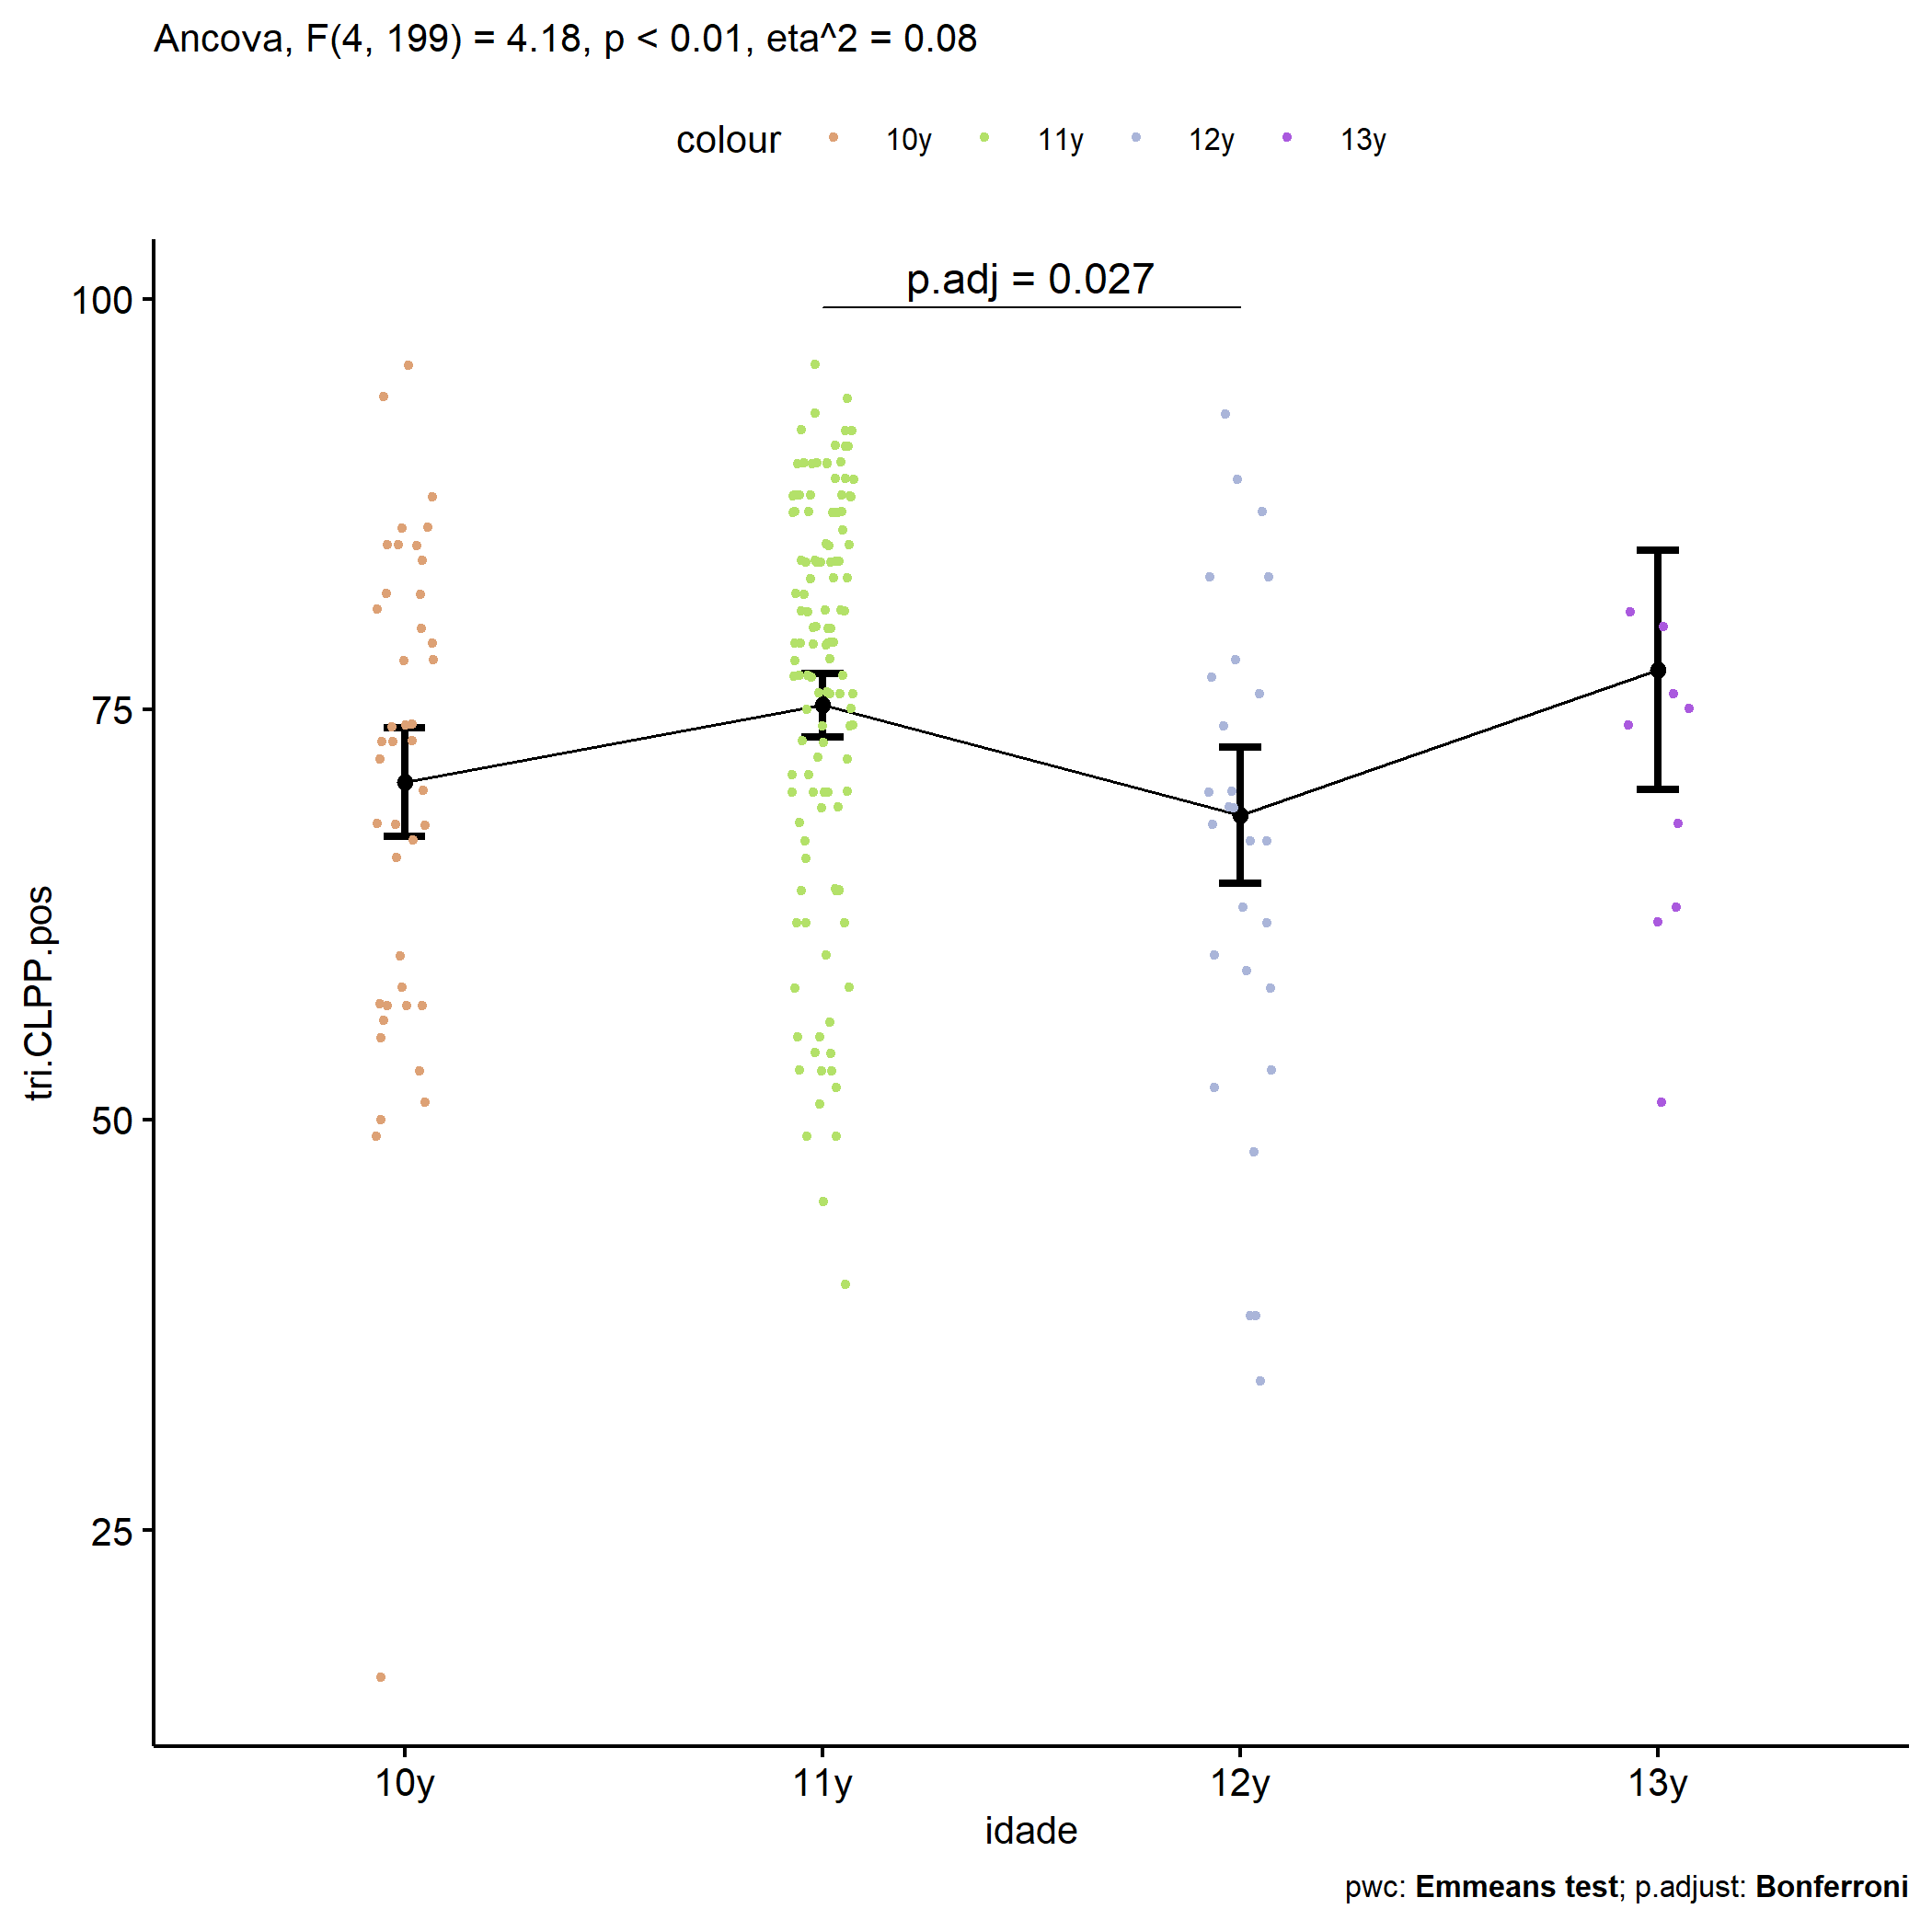 Ancova, F(4, 199) = 4.18, p < 0.01, eta^2 = 0.08
colour 10y 11y 12y 13y
p.adj = 0.027
100
75
50
25
tri.CLPP.pos
10y 11y 12y 13y
idade
pwc: Emmeans test; p.adjust: Bonferroni